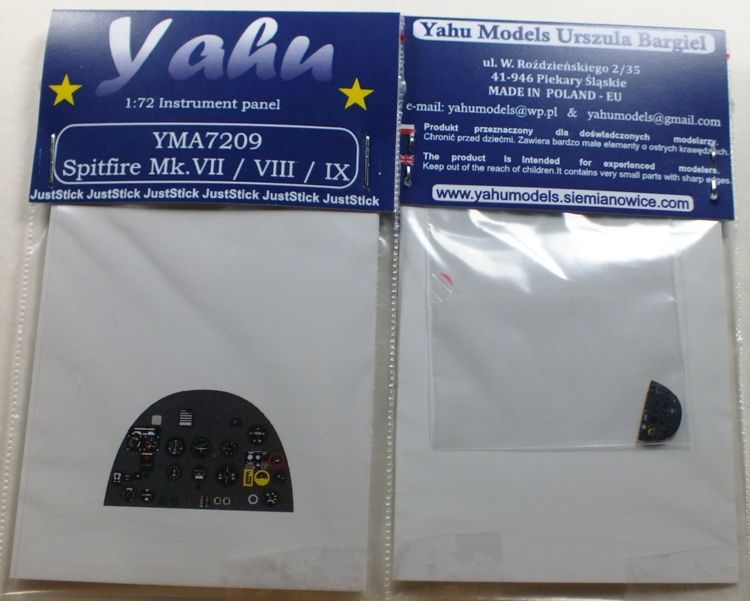 Yahu
1:72 Instrument panel
YMA7209
Spitfire Mk.VII / VIII / IX
JustStick JustStick JustStick JustStick JustStick JustStick
Yahu Models Urszula Bargiel
ul. W. Roździeńskiego 2/35
41-946 Piekary Śląskie
MADE IN POLAND - EU
e-mail: yahumodels@wp.pl & yahumodels@gmail.com
Produkt przeznaczony dla doświadczonych modelarzy.
Chronić przed dziećmi. Zawiera bardzo małe elementy o ostrych krawędziach.
The product is Intended for experienced modelers.
Keep out of the reach of children.It contains very small parts with sharp edges.
www.yahumodels.siemianowice.com